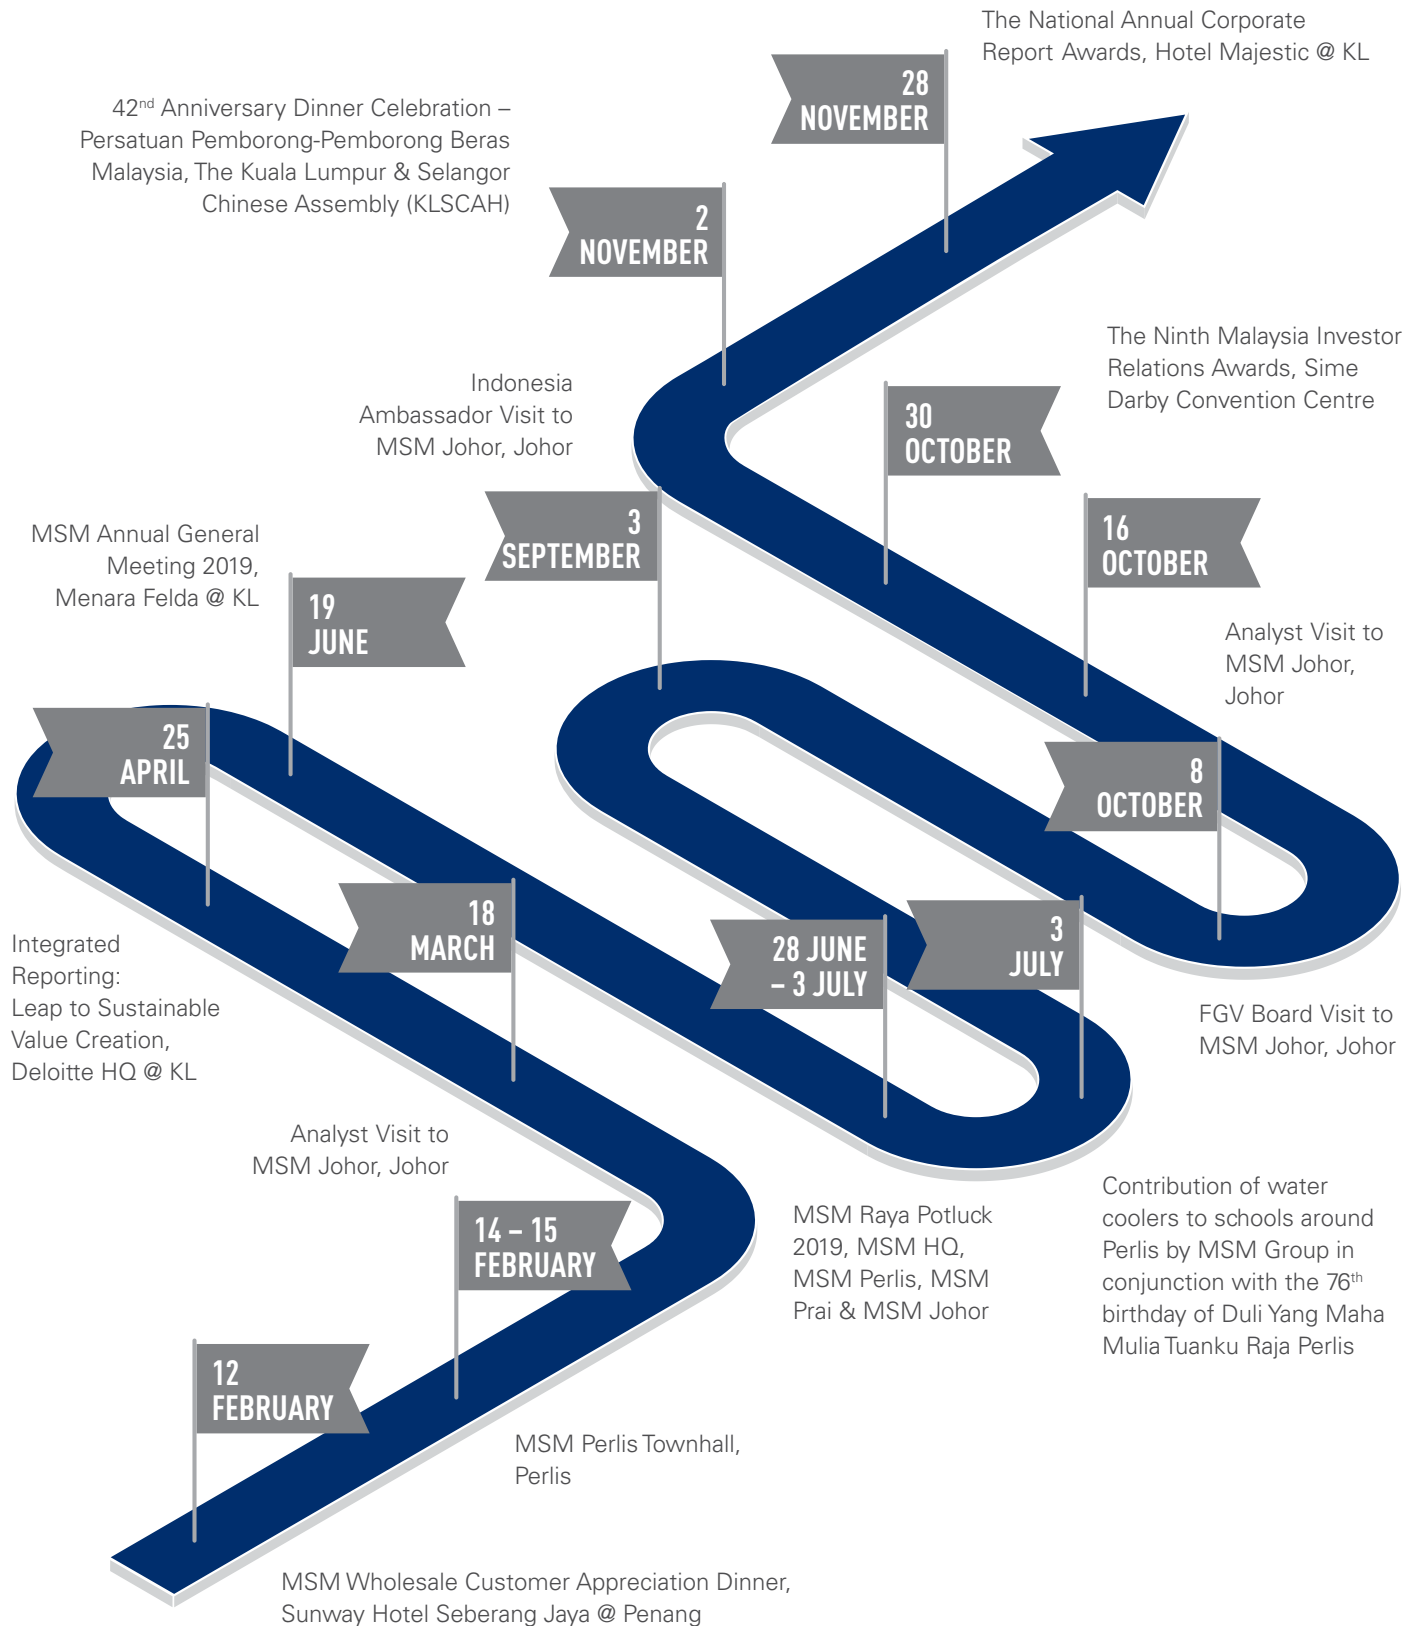 The National Annual Corporate
Report Awards, Hotel Majestic @ KL
28
NOVEMBER
42nd Anniversary Dinner Celebration –
Persatuan Pemborong-Pemborong Beras
Malaysia, The Kuala Lumpur & Selangor
Chinese Assembly (KLSCAH)
2
NOVEMBER
The Ninth Malaysia Investor
Relations Awards, Sime
Darby Convention Centre
30
OCTOBER
Indonesia
Ambassador Visit to
MSM Johor, Johor
3
SEPTEMBER
16
OCTOBER
Analyst Visit to
MSM Johor,
Johor
MSM Annual General
Meeting 2019,
Menara Felda @ KL
19
JUNE
25
APRIL
8
OCTOBER
FGV Board Visit to
MSM Johor, Johor
Integrated
Reporting:
Leap to Sustainable
Value Creation,
Deloitte HQ @ KL
18
MARCH
Analyst Visit to
MSM Johor, Johor
28 JUNE
– 3 JULY
MSM Raya Potluck
2019, MSM HQ,
MSM Perlis, MSM
Prai & MSM Johor
3
JULY
Contribution of water
coolers to schools around
Perlis by MSM Group in
conjunction with the 76th
birthday of Duli Yang Maha
Mulia Tuanku Raja Perlis
14 – 15
FEBRUARY
MSM Perlis Townhall,
Perlis
12
FEBRUARY
MSM Wholesale Customer Appreciation Dinner,
Sunway Hotel Seberang Jaya @ Penang